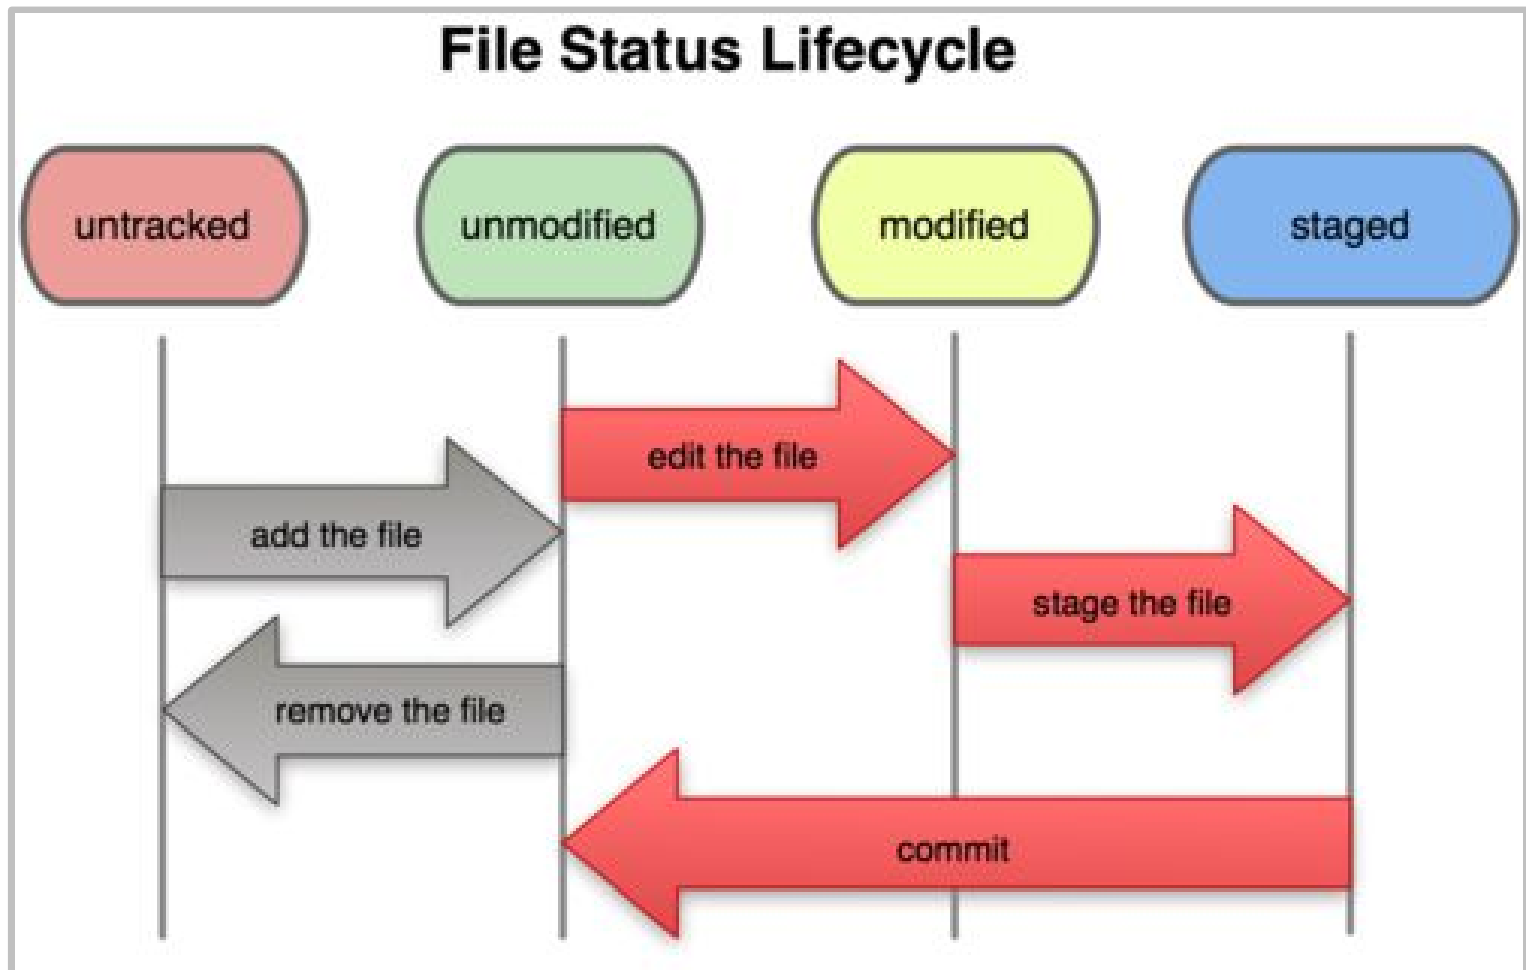 File Status Lifecycle
untracked
unmodified
modified
staged
edit the file
add the file
stage the file
remove the file
commit